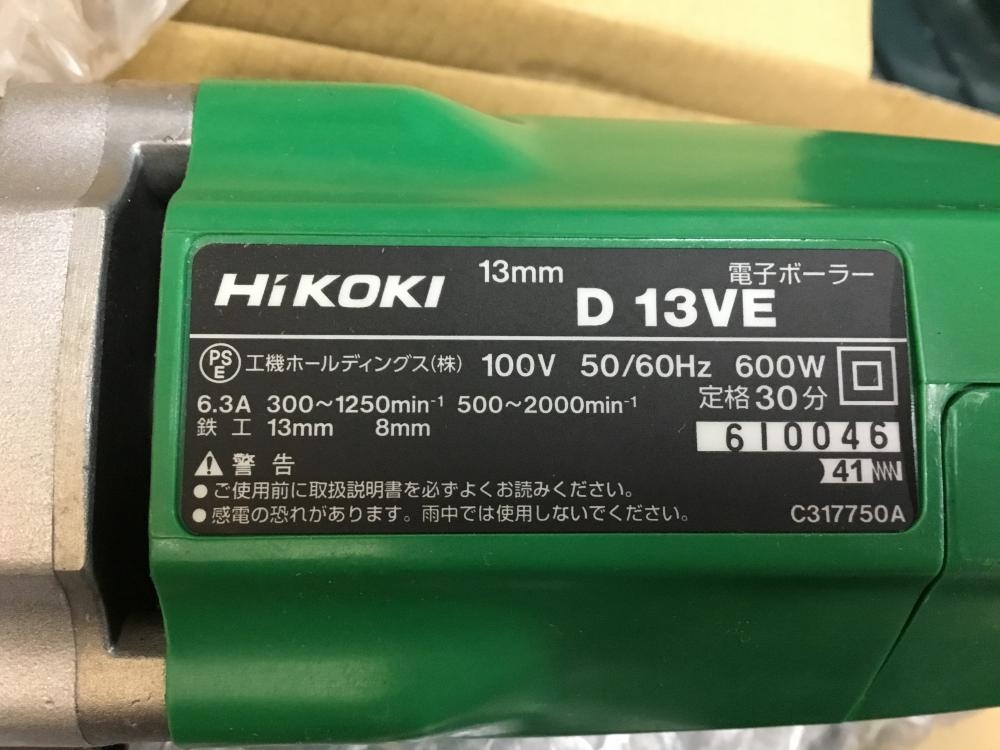 HiKOKI 13mm 電子ボーラー
D 13VE
PSE 工機ホールディングス(株) 100V 50/60Hz 600W
6.3A 300～1250min⁻¹ 500～2000min⁻¹ 定格30分
鉄工 13mm 8mm
610046
⚠警告
41
●ご使用前に取扱説明書を必ずよくお読みください。
●感電の恐れがあります。雨中では使用しないでください。
C317750A